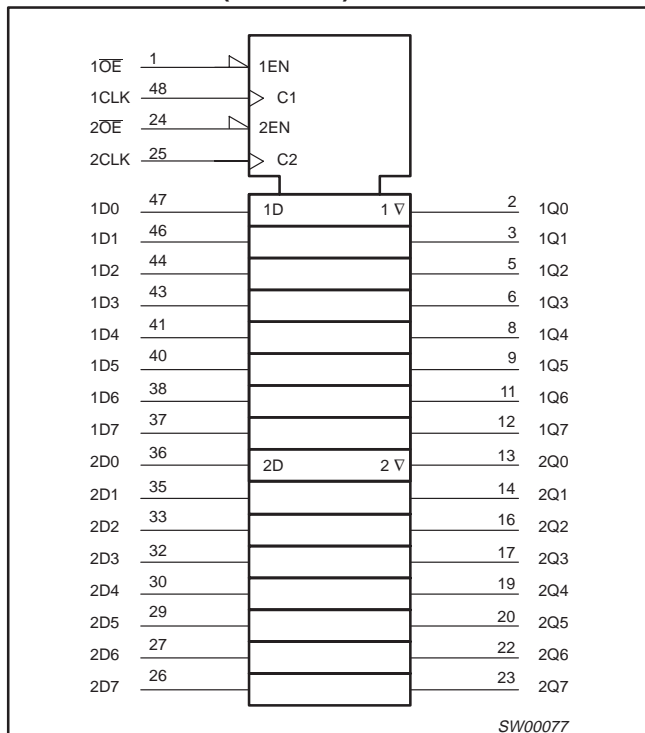 1O̅E̅ 1 1EN
1CLK 48 C1
2O̅E̅ 24 2EN
2CLK 25 C2
1D0 47 1D 1 ∇ 2 1Q0
1D1 46 3 1Q1
1D2 44 5 1Q2
1D3 43 6 1Q3
1D4 41 8 1Q4
1D5 40 9 1Q5
1D6 38 11 1Q6
1D7 37 12 1Q7
2D0 36 2D 2 ∇ 13 2Q0
2D1 35 14 2Q1
2D2 33 16 2Q2
2D3 32 17 2Q3
2D4 30 19 2Q4
2D5 29 20 2Q5
2D6 27 22 2Q6
2D7 26 23 2Q7
SW00077